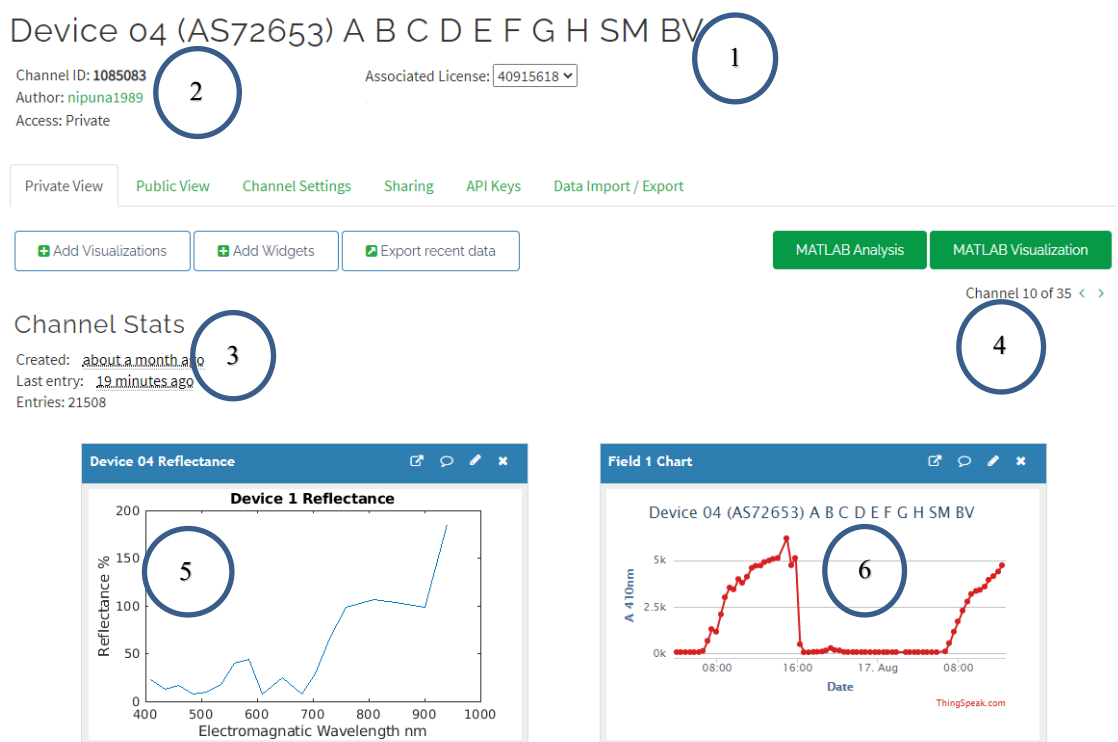 Device 04 (AS72653) A B C D E F G H SM BV
1
Channel ID: 1085083
Associated License: 40915618
Author: nipuna1989
2
Access: Private
Private View Public View Channel Settings Sharing API Keys Data Import / Export
Add Visualizations Add Widgets Export recent data MATLAB Analysis MATLAB Visualization
Channel 10 of 35 < >
Channel Stats
3
4
Created: about a month ago
Last entry: 19 minutes ago
Entries: 21508
Device 04 Reflectance
Device 1 Reflectance
200
150
100
50
0
Reflectance %
5
400 500 600 700 800 900 1000
Electromagnatic Wavelength nm
Field 1 Chart
Device 04 (AS72653) A B C D E F G H SM BV
5k
2.5k
0k
A 410nm
6
08:00 16:00 17. Aug 08:00
Date
ThingSpeak.com